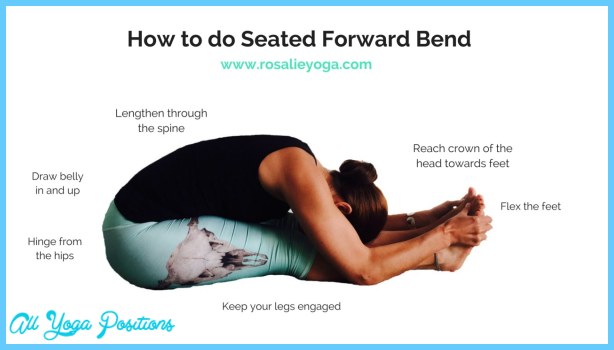 How to do Seated Forward Bend
www.rosalieyoga.com
Lengthen through
the spine
Reach crown of the
head towards feet
Draw belly
in and up
Flex the feet
Hinge from
the hips
Keep your legs engaged
All Yoga Positions